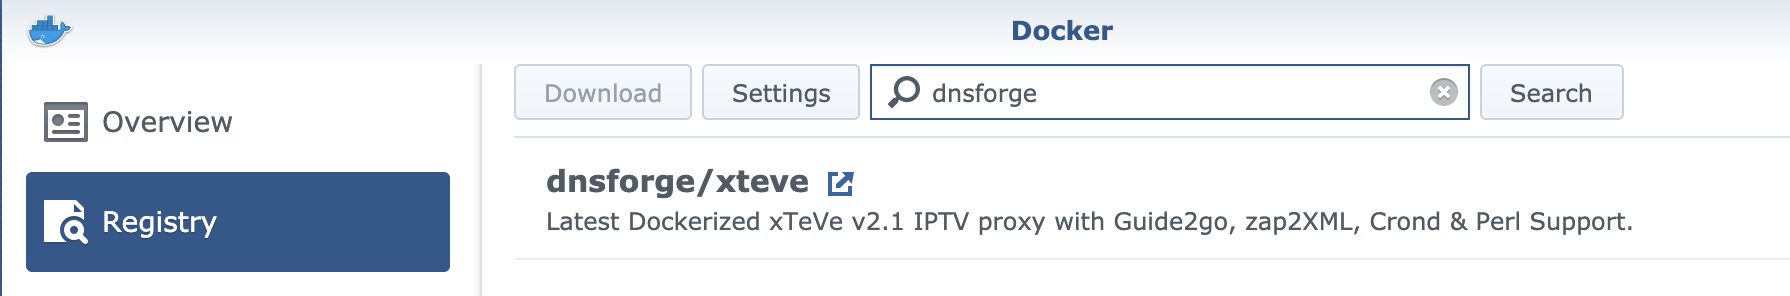 Docker
Overview
Registry
Download
Settings
dnsforge
Search
dnsforge/xteve
Latest Dockerized xTeVe v2.1 IPTV proxy with Guide2go, zap2XML, Crond & Perl Support.